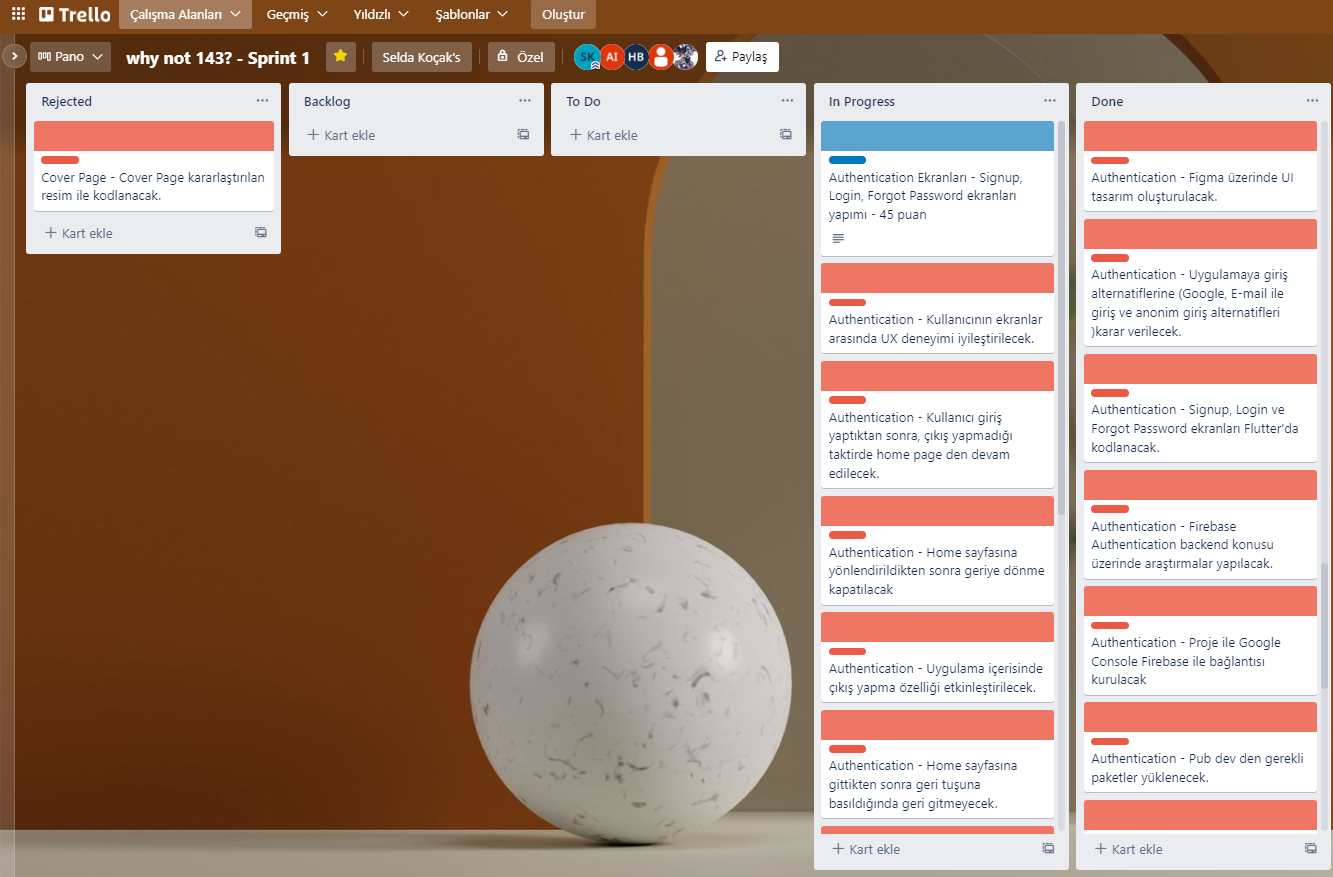 Trello
Çalışma Alanları
Geçmiş
Yıldızlı
Şablonlar
Oluştur
Pano
why not 143? - Sprint 1
Selda Koçak's
Özel
SK
AI
HB
Paylaş
Rejected
Cover Page - Cover Page kararlaştırılan
resim ile kodlanacak.
Kart ekle
Backlog
Kart ekle
To Do
Kart ekle
In Progress
Authentication Ekranları - Signup,
Login, Forgot Password ekranları
yapımı - 45 puan
Authentication - Kullanıcının ekranlar
arasında UX deneyimi iyileştirilecek.
Authentication - Kullanıcı giriş
yaptıktan sonra, çıkış yapmadığı
taktirde home page den devam
edilecek.
Authentication - Home sayfasına
yönlendirildikten sonra geriye dönme
kapatılacak
Authentication - Uygulama içerisinde
çıkış yapma özelliği etkinleştirilecek.
Authentication - Home sayfasına
gittikten sonra geri tuşuna
basıldığında geri gitmeyecek.
Kart ekle
Done
Authentication - Figma üzerinde UI
tasarım oluşturulacak.
Authentication - Uygulamaya giriş
alternatiflerine (Google, E-mail ile
giriş ve anonim giriş alternatifleri
)karar verilecek.
Authentication - Signup, Login ve
Forgot Password ekranları Flutter'da
kodlanacak.
Authentication - Firebase
Authentication backend konusu
üzerinde araştırmalar yapılacak.
Authentication - Proje ile Google
Console Firebase ile bağlantısı
kurulacak
Authentication - Pub dev den gerekli
paketler yüklenecek.
Kart ekle